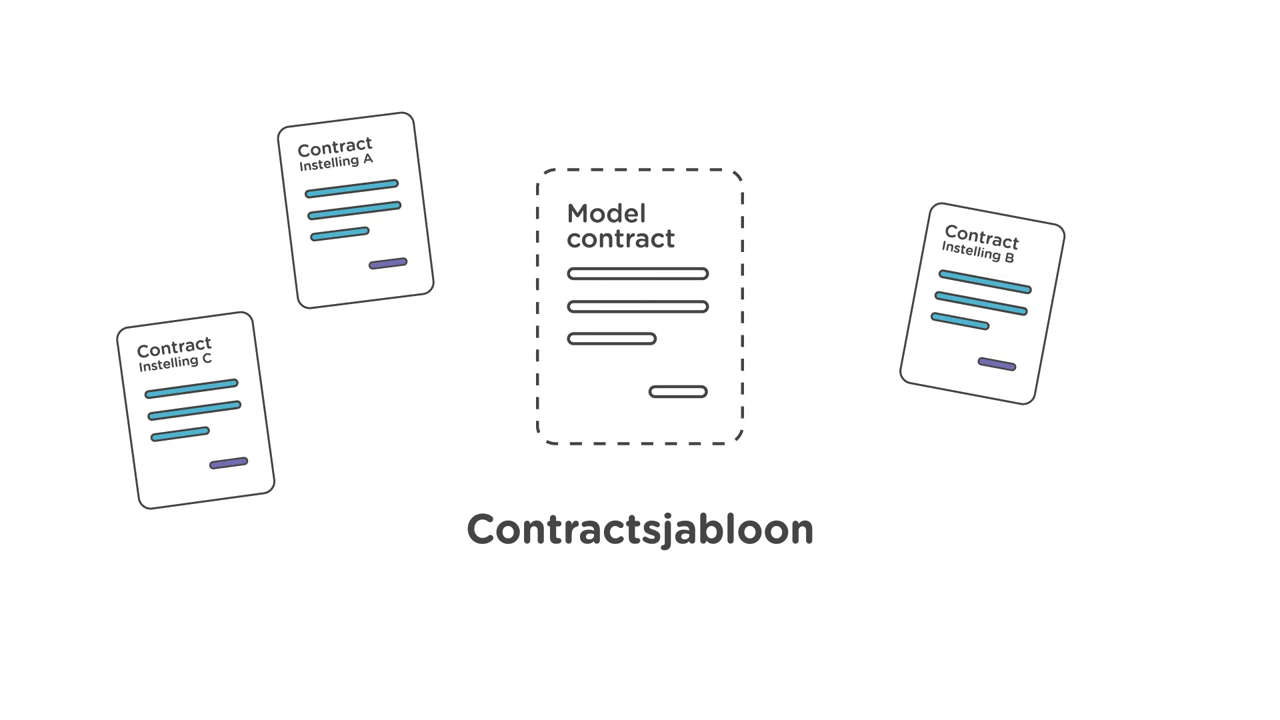 Contract
Instelling A
Contract
Instelling C
Model
contract
Contract
Instelling B
Contractsjabloon